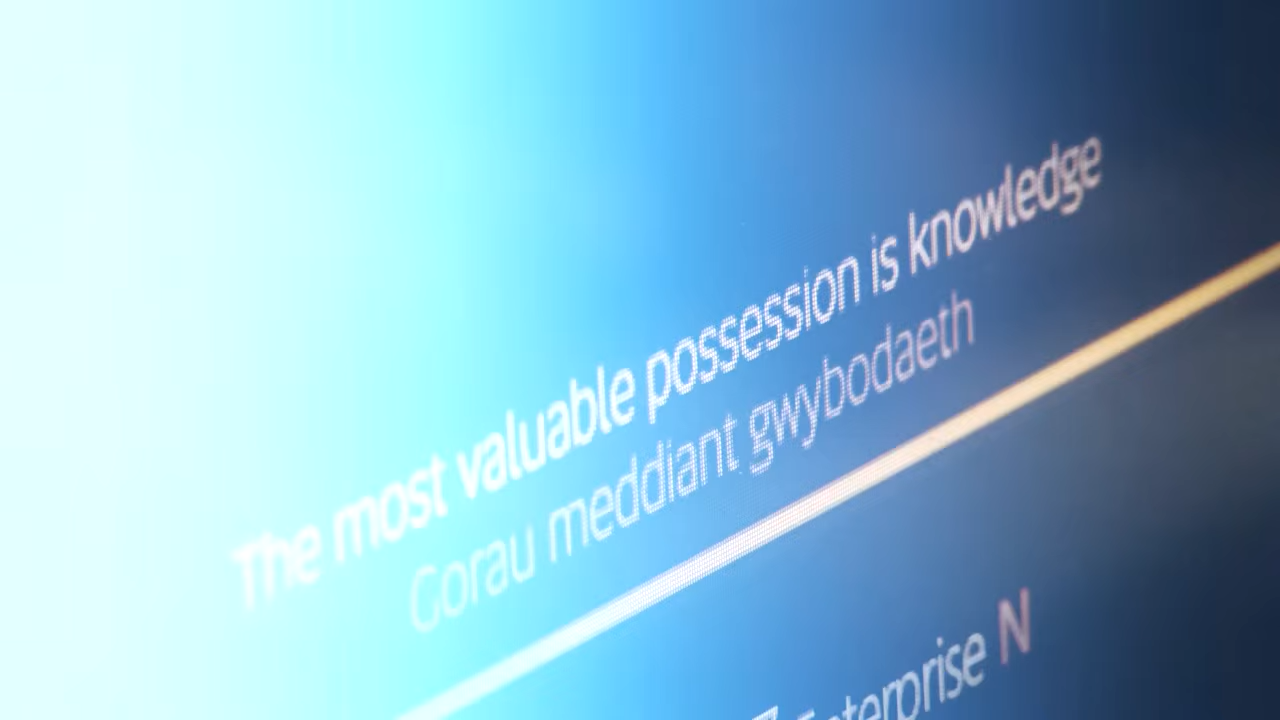 The most valuable possession is knowledge
Gorau meddiant gwybodaeth
Enterprise N